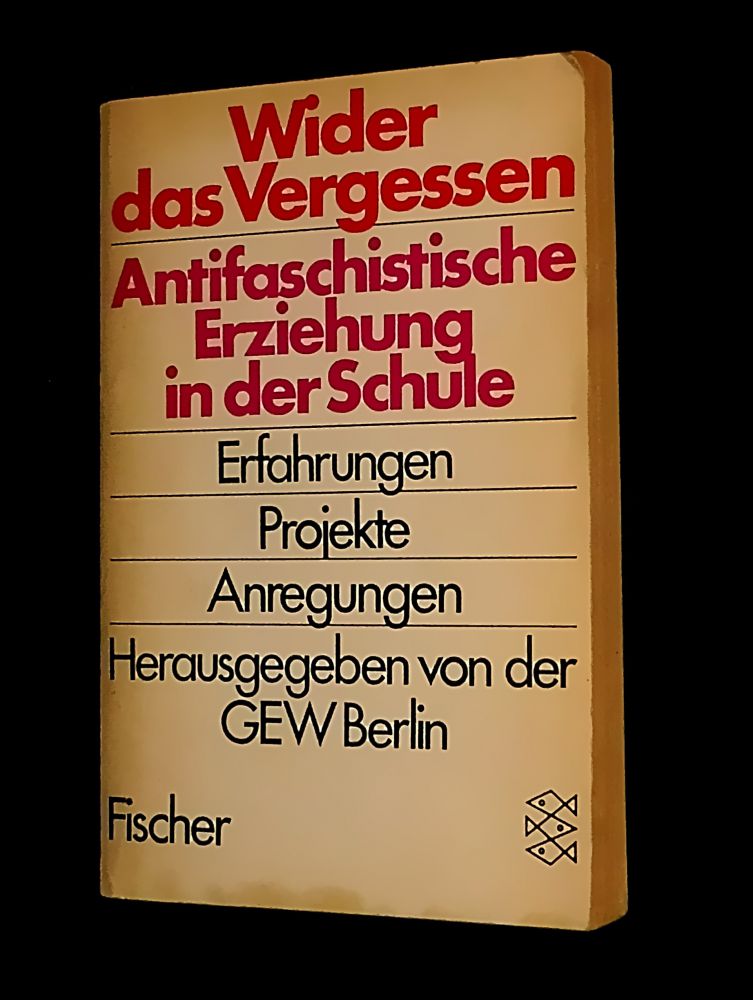 Wider
das Vergessen
Antifaschistische
Erziehung
in der Schule
Erfahrungen
Projekte
Anregungen
Herausgegeben von der
GEW Berlin
Fischer